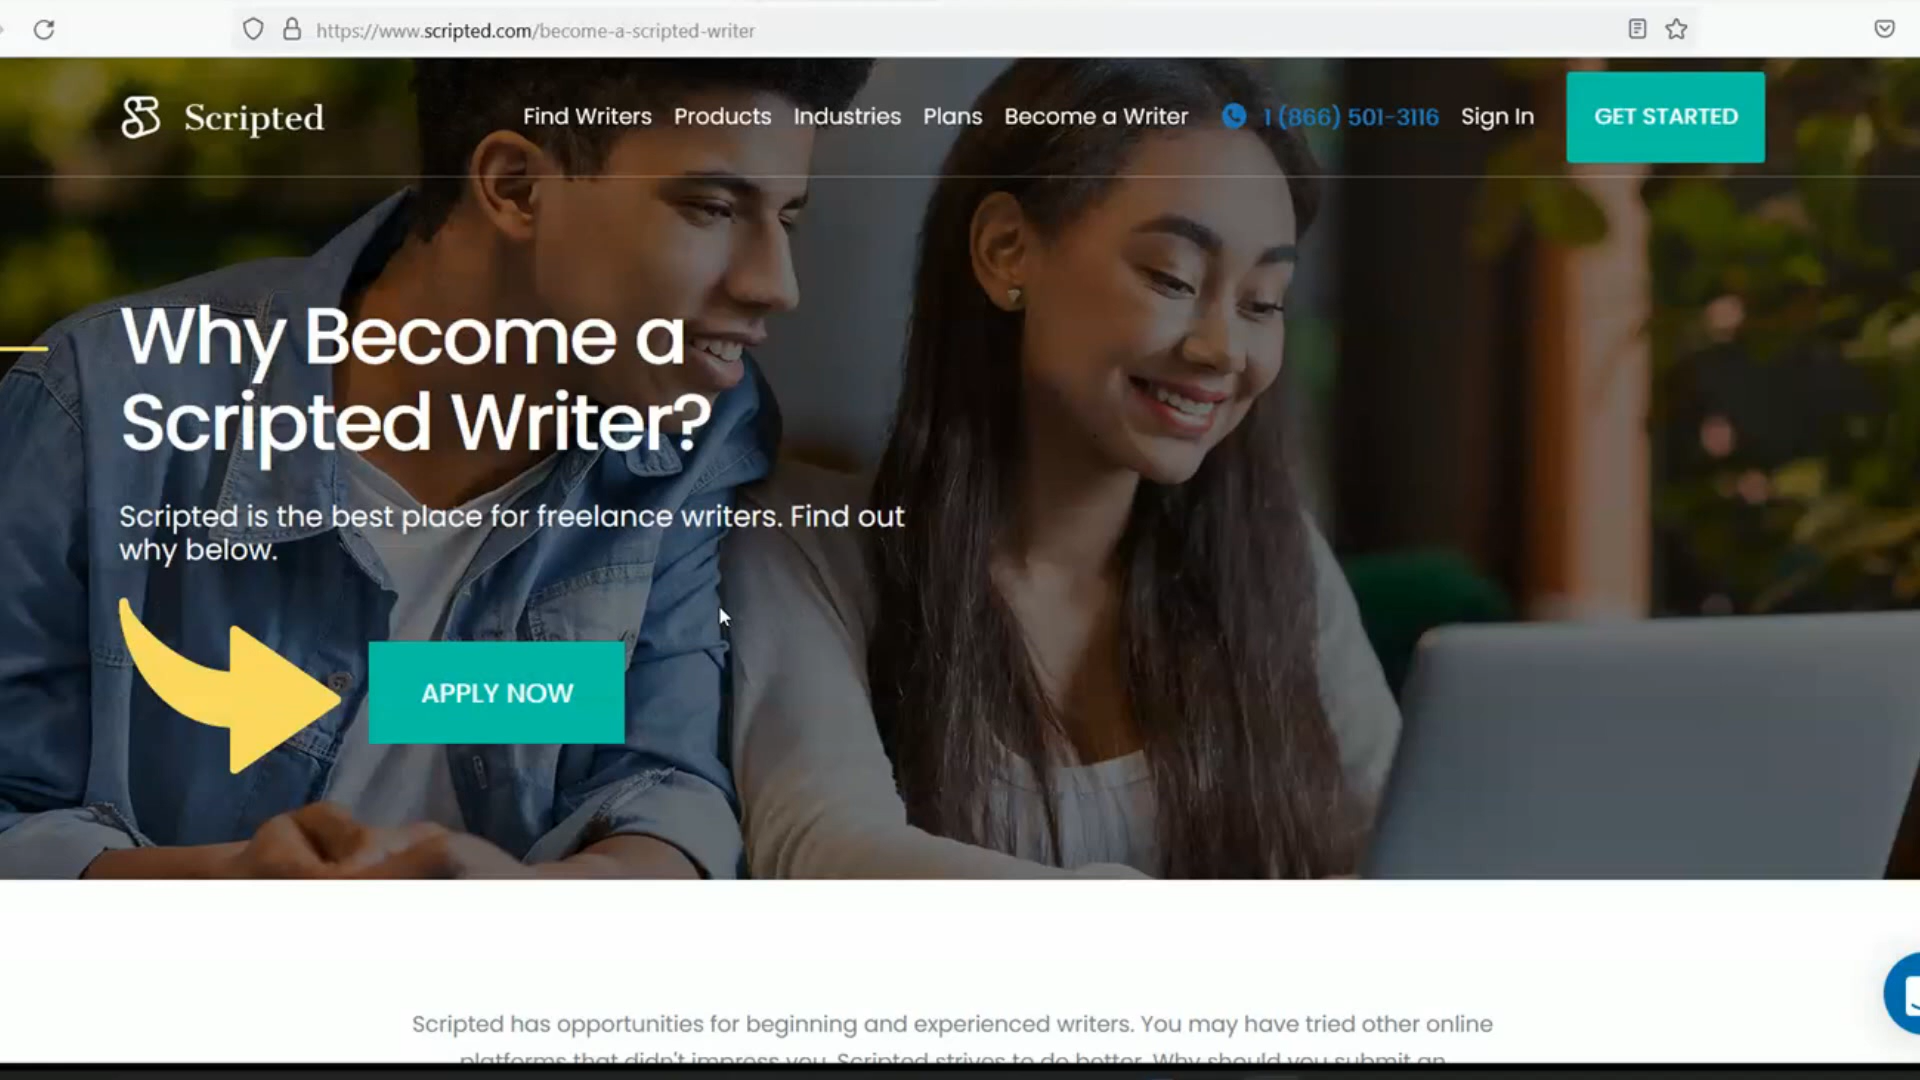 https://www.scripted.com/become-a-scripted-writer
Scripted
Find Writers Products Industries Plans Become a Writer 1 (866) 501-3116 Sign In GET STARTED
Why Become a
Scripted Writer?
Scripted is the best place for freelance writers. Find out
why below.
APPLY NOW
Scripted has opportunities for beginning and experienced writers. You may have tried other online
platforms that didn't impress you. Scripted strives to do better. Why should you submit an